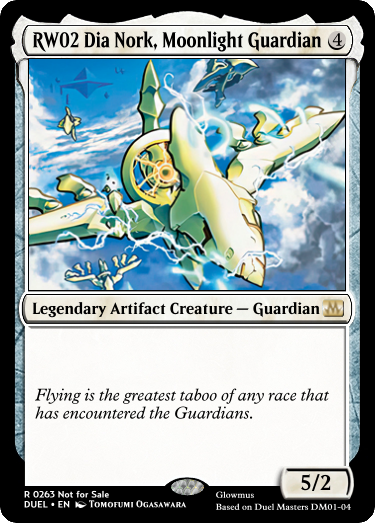 RW02 Dia Nork, Moonlight Guardian 4
Legendary Artifact Creature — Guardian
Flying is the greatest taboo of any race that
has encountered the Guardians.
5/2
R 0263 Not for Sale
DUEL • EN Tomofumi Ogasawara
Glowmus
Based on Duel Masters DM01-04